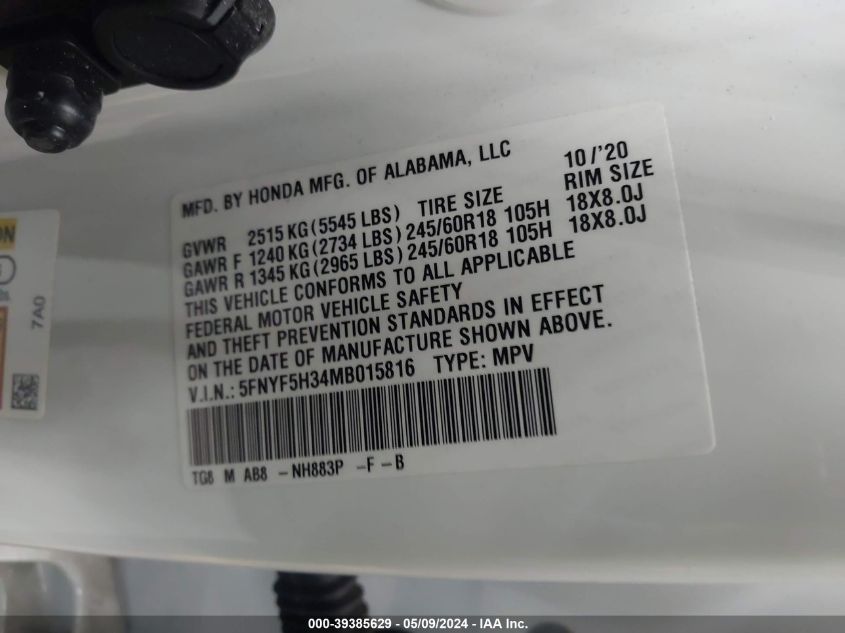 MFD. BY HONDA MFG. OF ALABAMA, LLC 10/'20
GVWR 2515 KG (5545 LBS) TIRE SIZE RIM SIZE
GAWR F 1240 KG (2734 LBS) 245/60R18 105H 18X8.0J
GAWR R 1345 KG (2965 LBS) 245/60R18 105H 18X8.0J
THIS VEHICLE CONFORMS TO ALL APPLICABLE
FEDERAL MOTOR VEHICLE SAFETY
AND THEFT PREVENTION STANDARDS IN EFFECT
ON THE DATE OF MANUFACTURE SHOWN ABOVE.
V.I.N.: 5FNYF5H34MB015816 TYPE: MPV
TG8 M AB8 -NH883P -F-B
7A0
000-39385629 - 05/09/2024 - IAA, Inc.